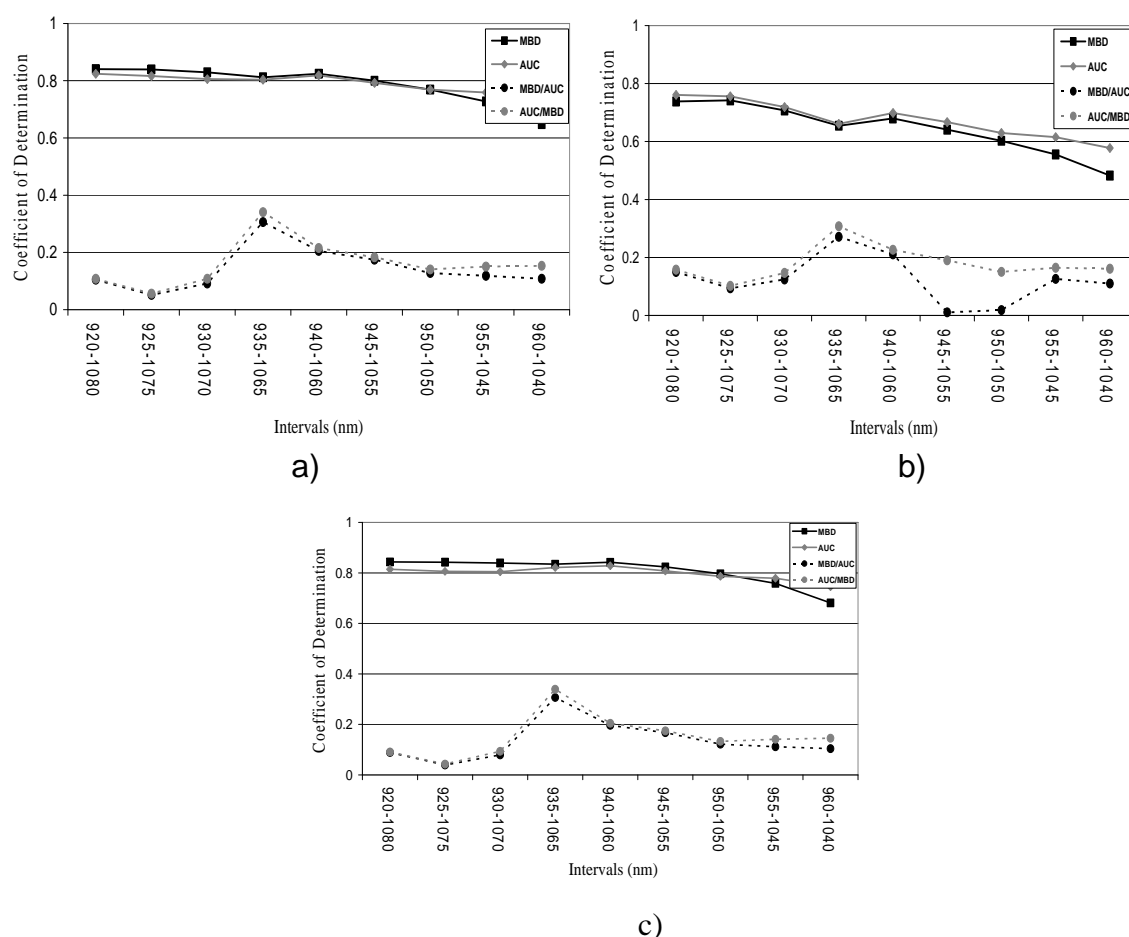 1
0.8
0.6
0.4
0.2
0
Coefficient of Determination
MBD
AUC
MBD/AUC
AUC/MBD
920-1080
925-1075
930-1070
935-1065
940-1060
945-1055
950-1050
955-1045
960-1040
Intervals (nm)
a)
1
0.8
0.6
0.4
0.2
0
Coefficient of Determination
MBD
AUC
MBD/AUC
AUC/MBD
920-1080
925-1075
930-1070
935-1065
940-1060
945-1055
950-1050
955-1045
960-1040
Intervals (nm)
b)
1
0.8
0.6
0.4
0.2
0
Coefficient of Determination
MBD
AUC
MBD/AUC
AUC/MBD
920-1080
925-1075
930-1070
935-1065
940-1060
945-1055
950-1050
955-1045
960-1040
Intervals (nm)
c)